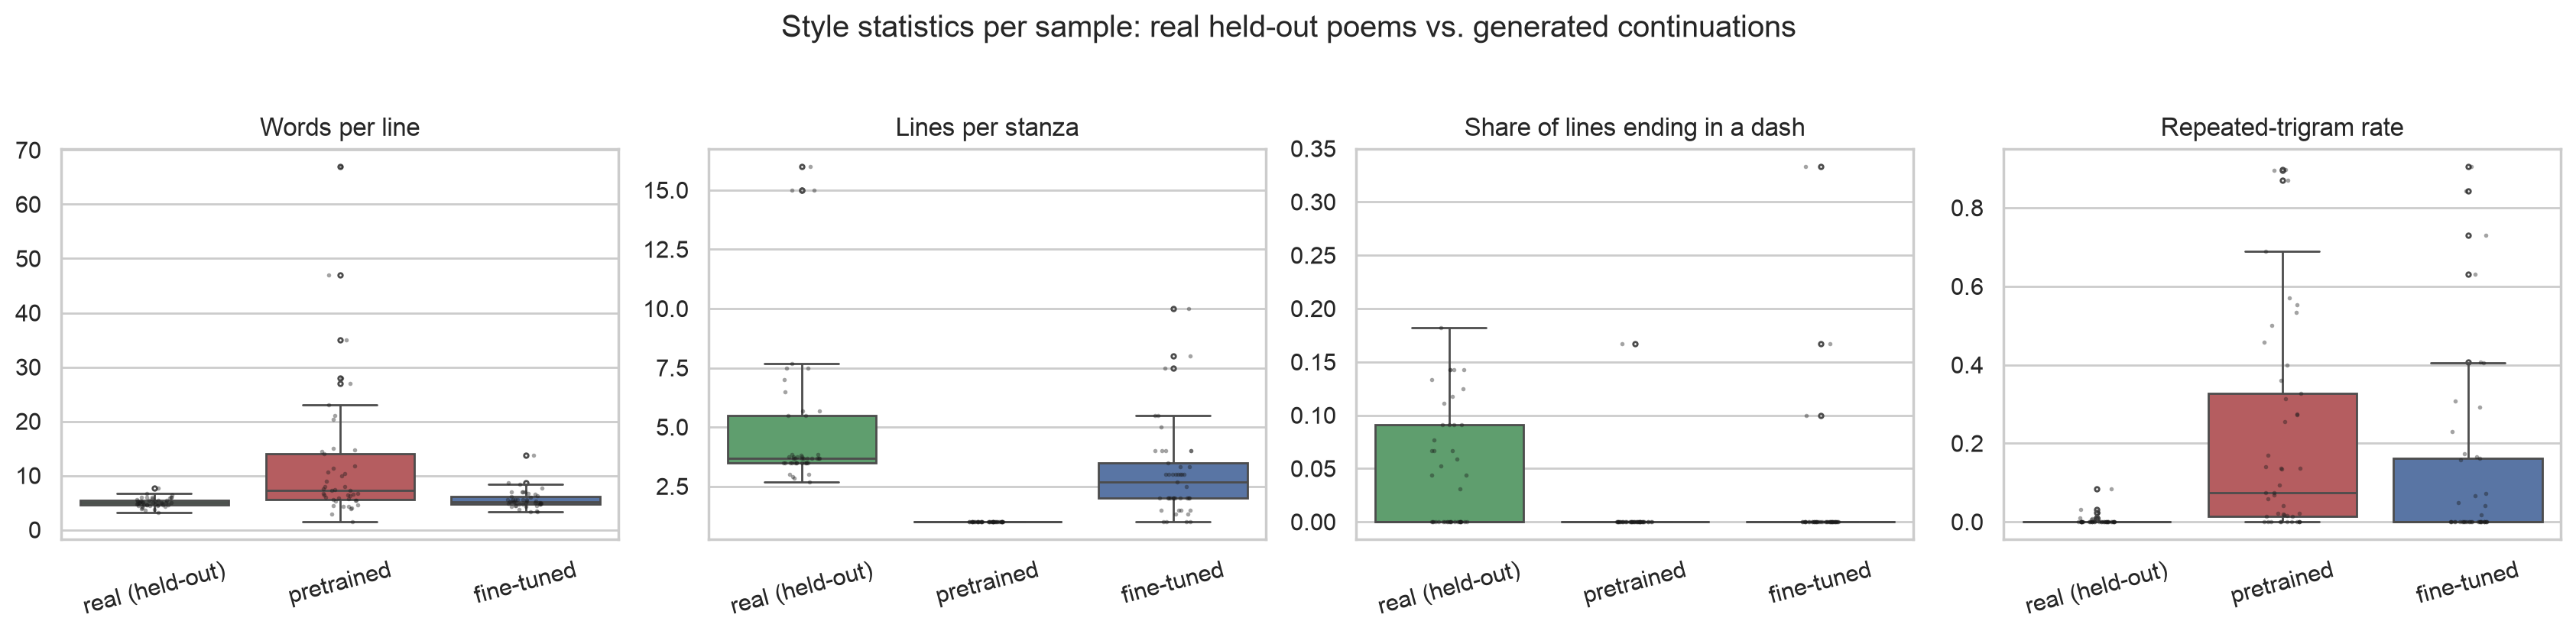 Style statistics per sample: real held-out poems vs. generated continuations
Words per line
70
60
50
40
30
20
10
0
real (held-out)
pretrained
fine-tuned
Lines per stanza
15.0
12.5
10.0
7.5
5.0
2.5
real (held-out)
pretrained
fine-tuned
Share of lines ending in a dash
0.35
0.30
0.25
0.20
0.15
0.10
0.05
0.00
real (held-out)
pretrained
fine-tuned
Repeated-trigram rate
0.8
0.6
0.4
0.2
0.0
real (held-out)
pretrained
fine-tuned